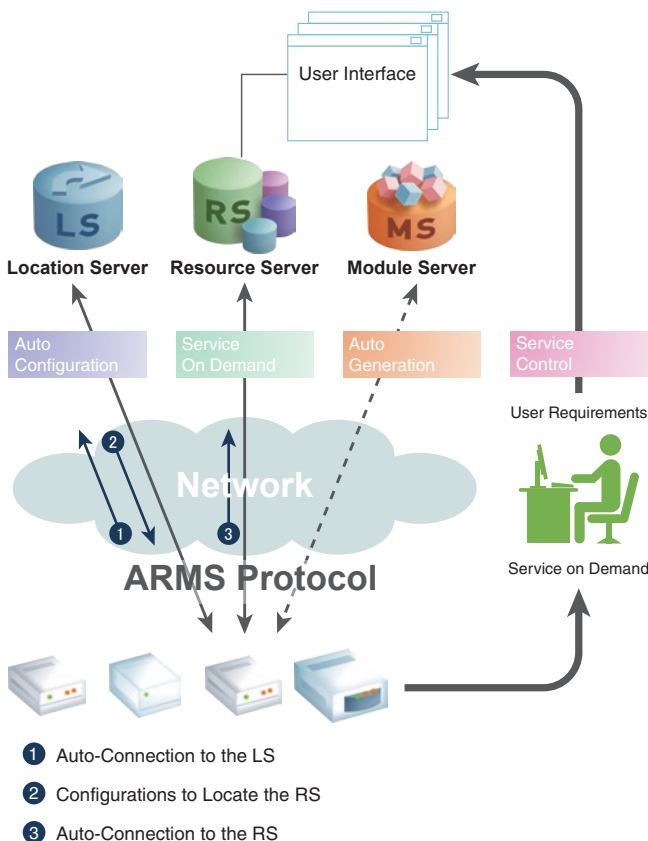 User Interface
LS
RS
MS
Location Server
Resource Server
Module Server
Auto
Configuration
Service
On Demand
Auto
Generation
Service
Control
User Requirements
2
Network
1
3
ARMS Protocol
Service on Demand
1 Auto-Connection to the LS
2 Configurations to Locate the RS
3 Auto-Connection to the RS